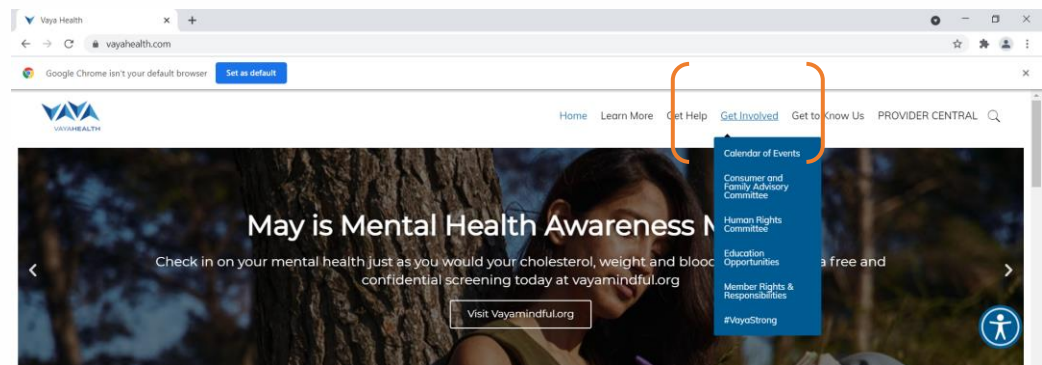 Vaya Health
vayahealth.com
Google Chrome isn't your default browser Set as default
VAYAHEALTH
Home Learn More Get Help Get Involved Get to Know Us PROVIDER CENTRAL
Calendar of Events
Consumer and
Family Advisory
Committee
Human Rights
Committee
Education
Opportunities
Member Rights &
Responsibilities
#VayaStrong
May is Mental Health Awareness
Check in on your mental health just as you would your cholesterol, weight and a free and
confidential screening today at vayamindful.org
Visit Vayamindful.org